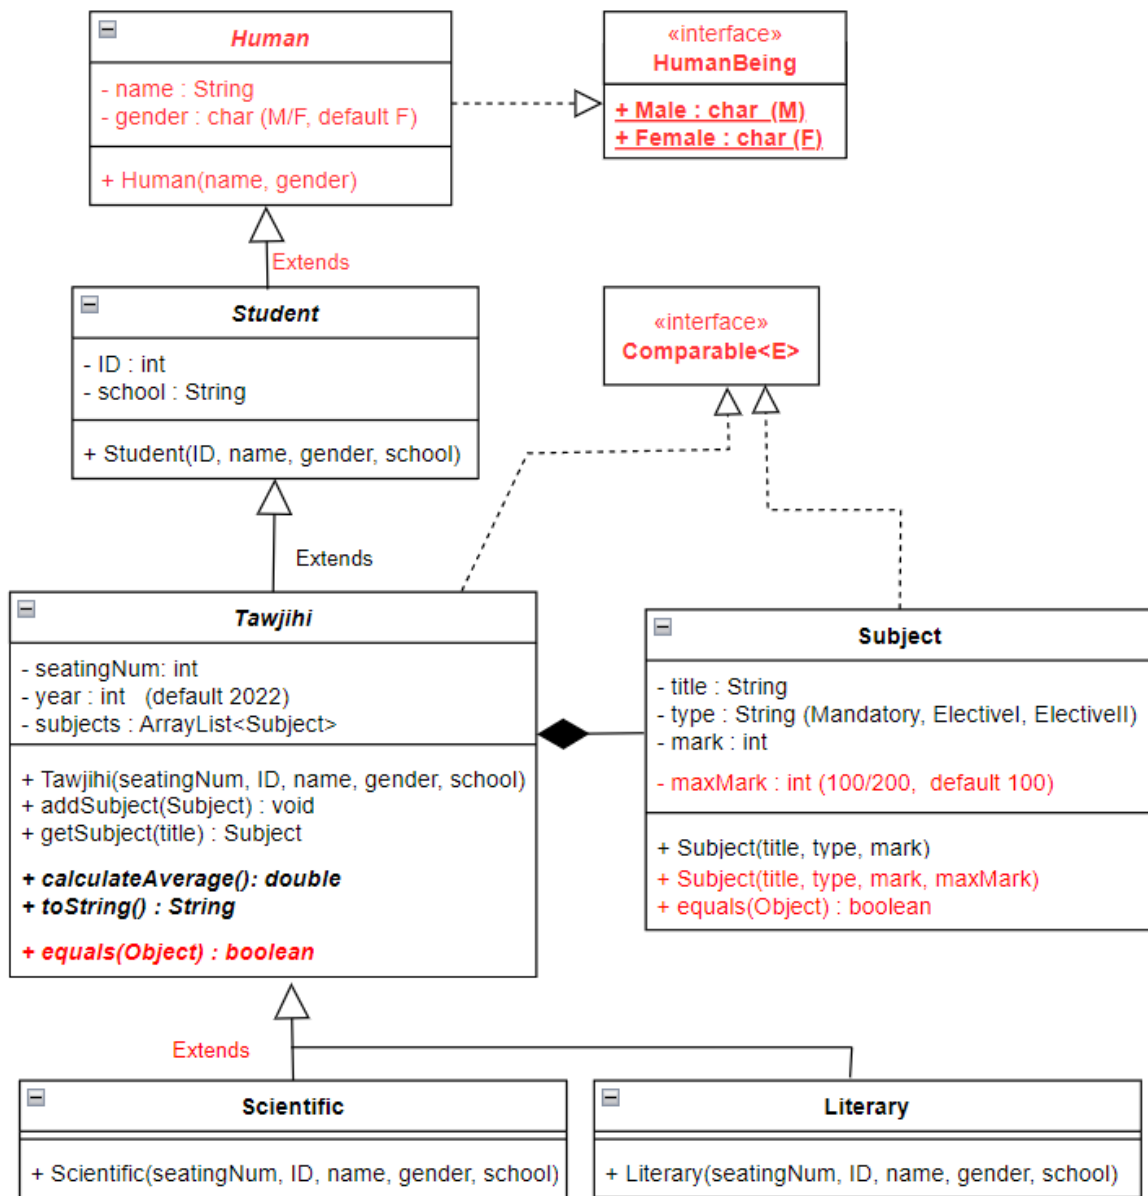 Human
- name : String
- gender : char (M/F, default F)
+ Human(name, gender)
«interface»
HumanBeing
+ Male : char  (M)
+ Female : char (F)
Extends
Student
- ID : int
- school : String
+ Student(ID, name, gender, school)
«interface»
Comparable<E>
Extends
Tawjihi
- seatingNum: int
- year : int   (default 2022)
- subjects : ArrayList<Subject>
+ Tawjihi(seatingNum, ID, name, gender, school)
+ addSubject(Subject) : void
+ getSubject(title) : Subject
+ calculateAverage(): double
+ toString() : String
+ equals(Object) : boolean
Subject
- title : String
- type : String (Mandatory, ElectiveI, ElectiveII)
- mark : int
- maxMark : int (100/200,  default 100)
+ Subject(title, type, mark)
+ Subject(title, type, mark, maxMark)
+ equals(Object) : boolean
Extends
Scientific
+ Scientific(seatingNum, ID, name, gender, school)
Literary
+ Literary(seatingNum, ID, name, gender, school)